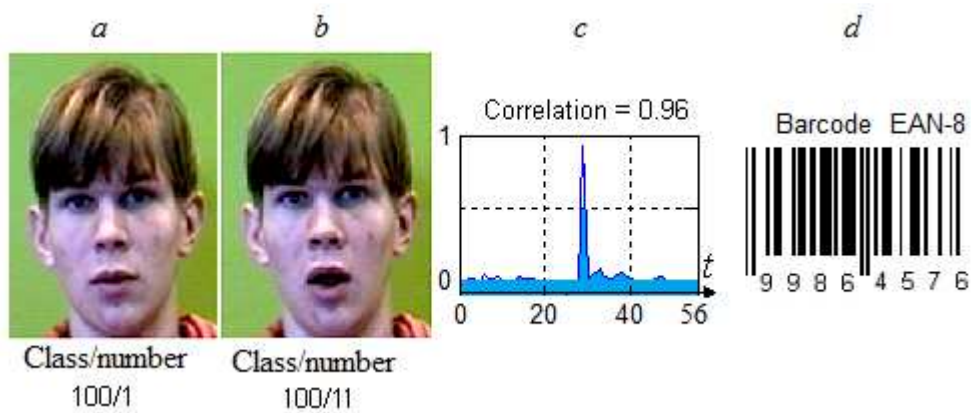 a b c d
Correlation = 0.96
1
0
t
0 20 40 56
Barcode EAN-8
9 9 8 6 4 5 7 6
Class/number
100/1
Class/number
100/11